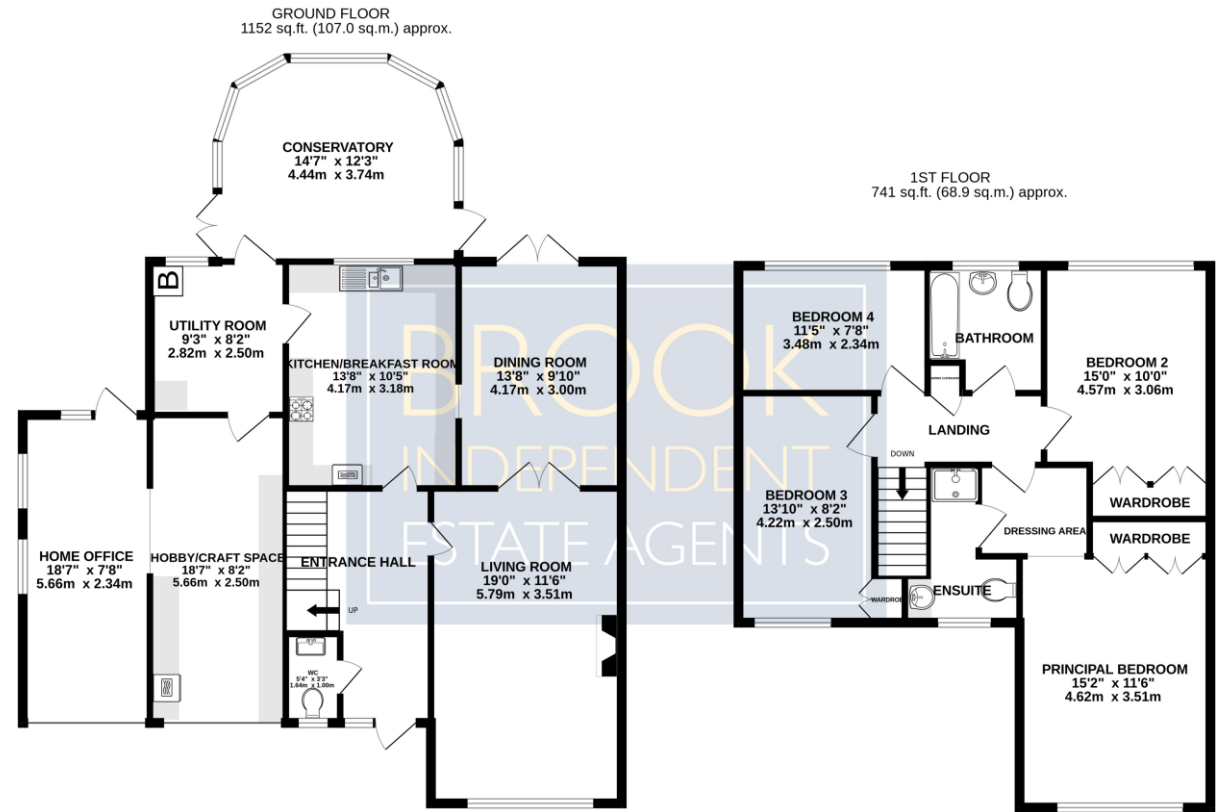 GROUND FLOOR
1152 sq.ft. (107.0 sq.m.) approx.
CONSERVATORY
14'7" x 12'3"
4.44m x 3.74m
B
UTILITY ROOM
9'3" x 8'2"
2.82m x 2.50m
KITCHEN/BREAKFAST ROOM
13'8" x 10'5"
4.17m x 3.18m
DINING ROOM
13'8" x 9'10"
4.17m x 3.00m
HOME OFFICE
18'7" x 7'8"
5.66m x 2.34m
HOBBY/CRAFT SPACE
18'7" x 8'2"
5.66m x 2.50m
ENTRANCE HALL
UP
LIVING ROOM
19'0" x 11'6"
5.79m x 3.51m
WC
5'4" x 3'3"
1.64m x 1.00m
1ST FLOOR
741 sq.ft. (68.9 sq.m.) approx.
BEDROOM 4
11'5" x 7'8"
3.48m x 2.34m
BATHROOM
BEDROOM 2
15'0" x 10'0"
4.57m x 3.06m
LANDING
DOWN
BEDROOM 3
13'10" x 8'2"
4.22m x 2.50m
WARDROBE
WARDROBE
DRESSING AREA
WARDROBE
ENSUITE
PRINCIPAL BEDROOM
15'2" x 11'6"
4.62m x 3.51m
BROOK
INDEPENDENT
ESTATE AGENTS